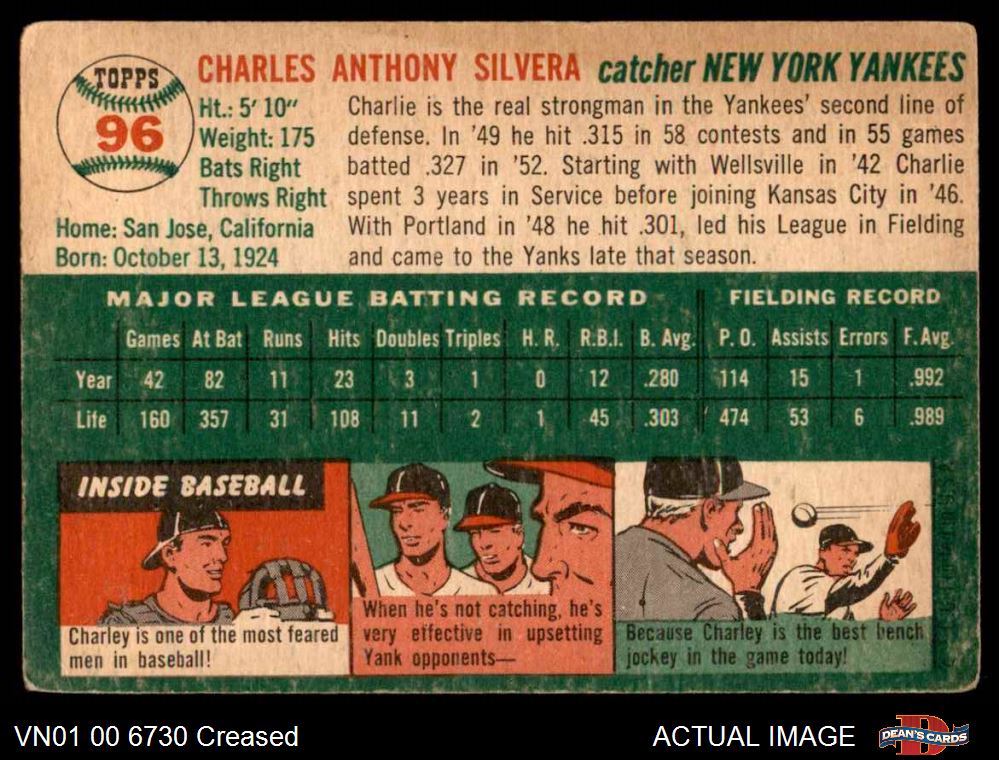 TOPPS
96
CHARLES ANTHONY SILVERA catcher NEW YORK YANKEES
Ht.: 5' 10"
Weight: 175
Bats Right
Throws Right
Home: San Jose, California
Born: October 13, 1924
Charlie is the real strongman in the Yankees' second line of
defense. In '49 he hit .315 in 58 contests and in 55 games
batted .327 in '52. Starting with Wellsville in '42 Charlie
spent 3 years in Service before joining Kansas City in '46.
With Portland in '48 he hit .301, led his League in Fielding
and came to the Yanks late that season.
MAJOR LEAGUE BATTING RECORD FIELDING RECORD
Games At Bat Runs Hits Doubles Triples H. R. R.B.I. B. Avg. P. O. Assists Errors F. Avg.
Year 42 82 11 23 3 1 0 12 .280 114 15 1 .992
Life 160 357 31 108 11 2 1 45 .303 474 53 6 .989
INSIDE BASEBALL
Charley is one of the most feared
men in baseball!
When he's not catching, he's
very effective in upsetting
Yank opponents—
Because Charley is the best bench
jockey in the game today!
VN01 00 6730 Creased
ACTUAL IMAGE
DEAN'S CARDS